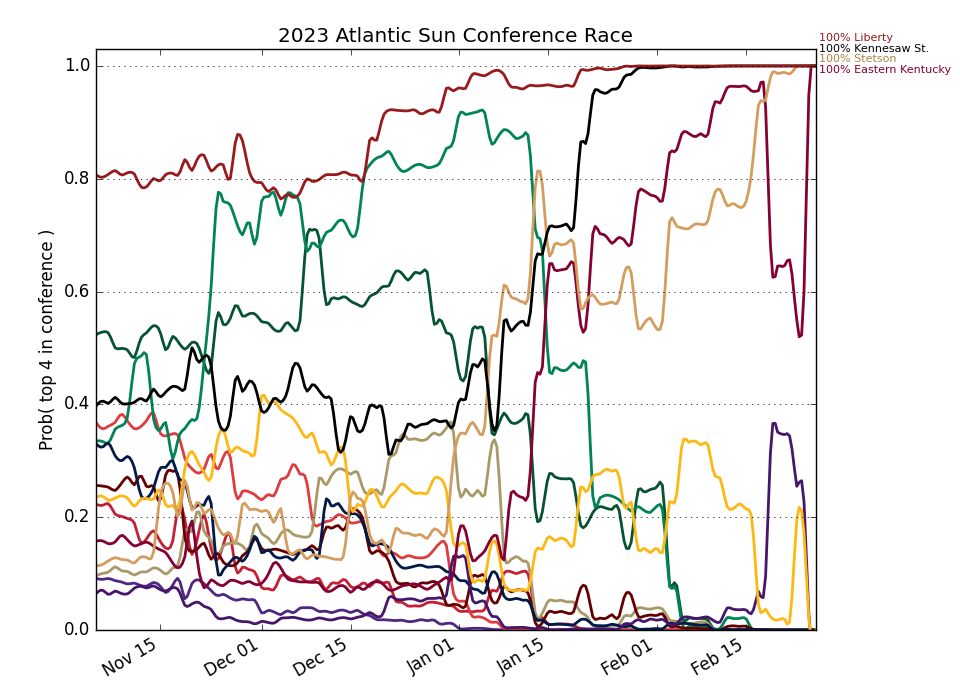 2023 Atlantic Sun Conference Race
100% Liberty
100% Kennesaw St.
100% Stetson
100% Eastern Kentucky
Prob( top 4 in conference )
1.0
0.8
0.6
0.4
0.2
0.0
Nov 15
Dec 01
Dec 15
Jan 01
Jan 15
Feb 01
Feb 15